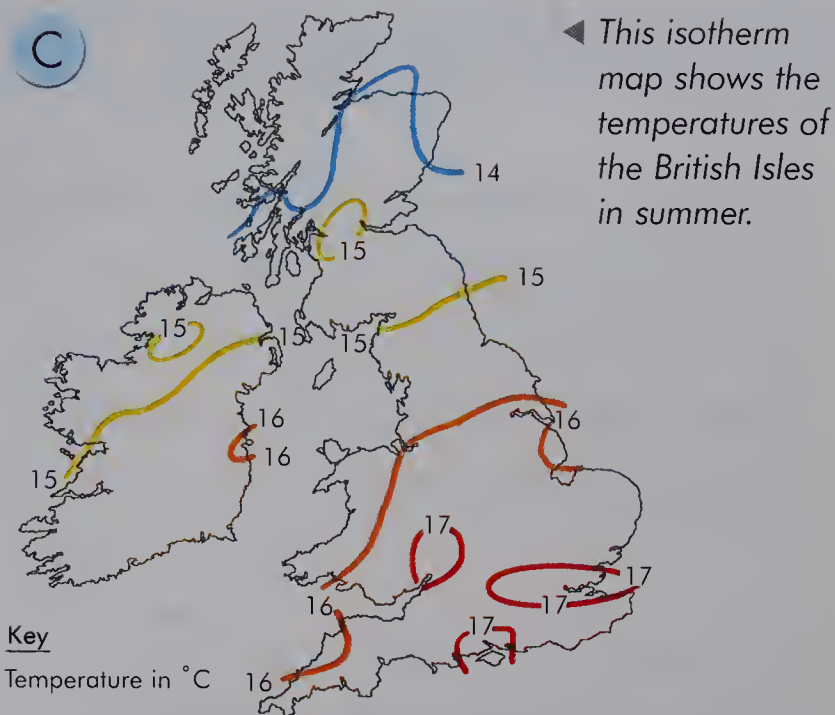 C
◀ This isotherm
map shows the
temperatures of
the British Isles
in summer.
14
15
15
15
15
15
16
16
16
15
17
17
17
16
17
Key
Temperature in °C
16